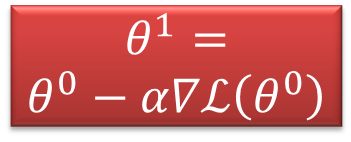 θ¹ =
θ⁰ − α∇ℒ(θ⁰)